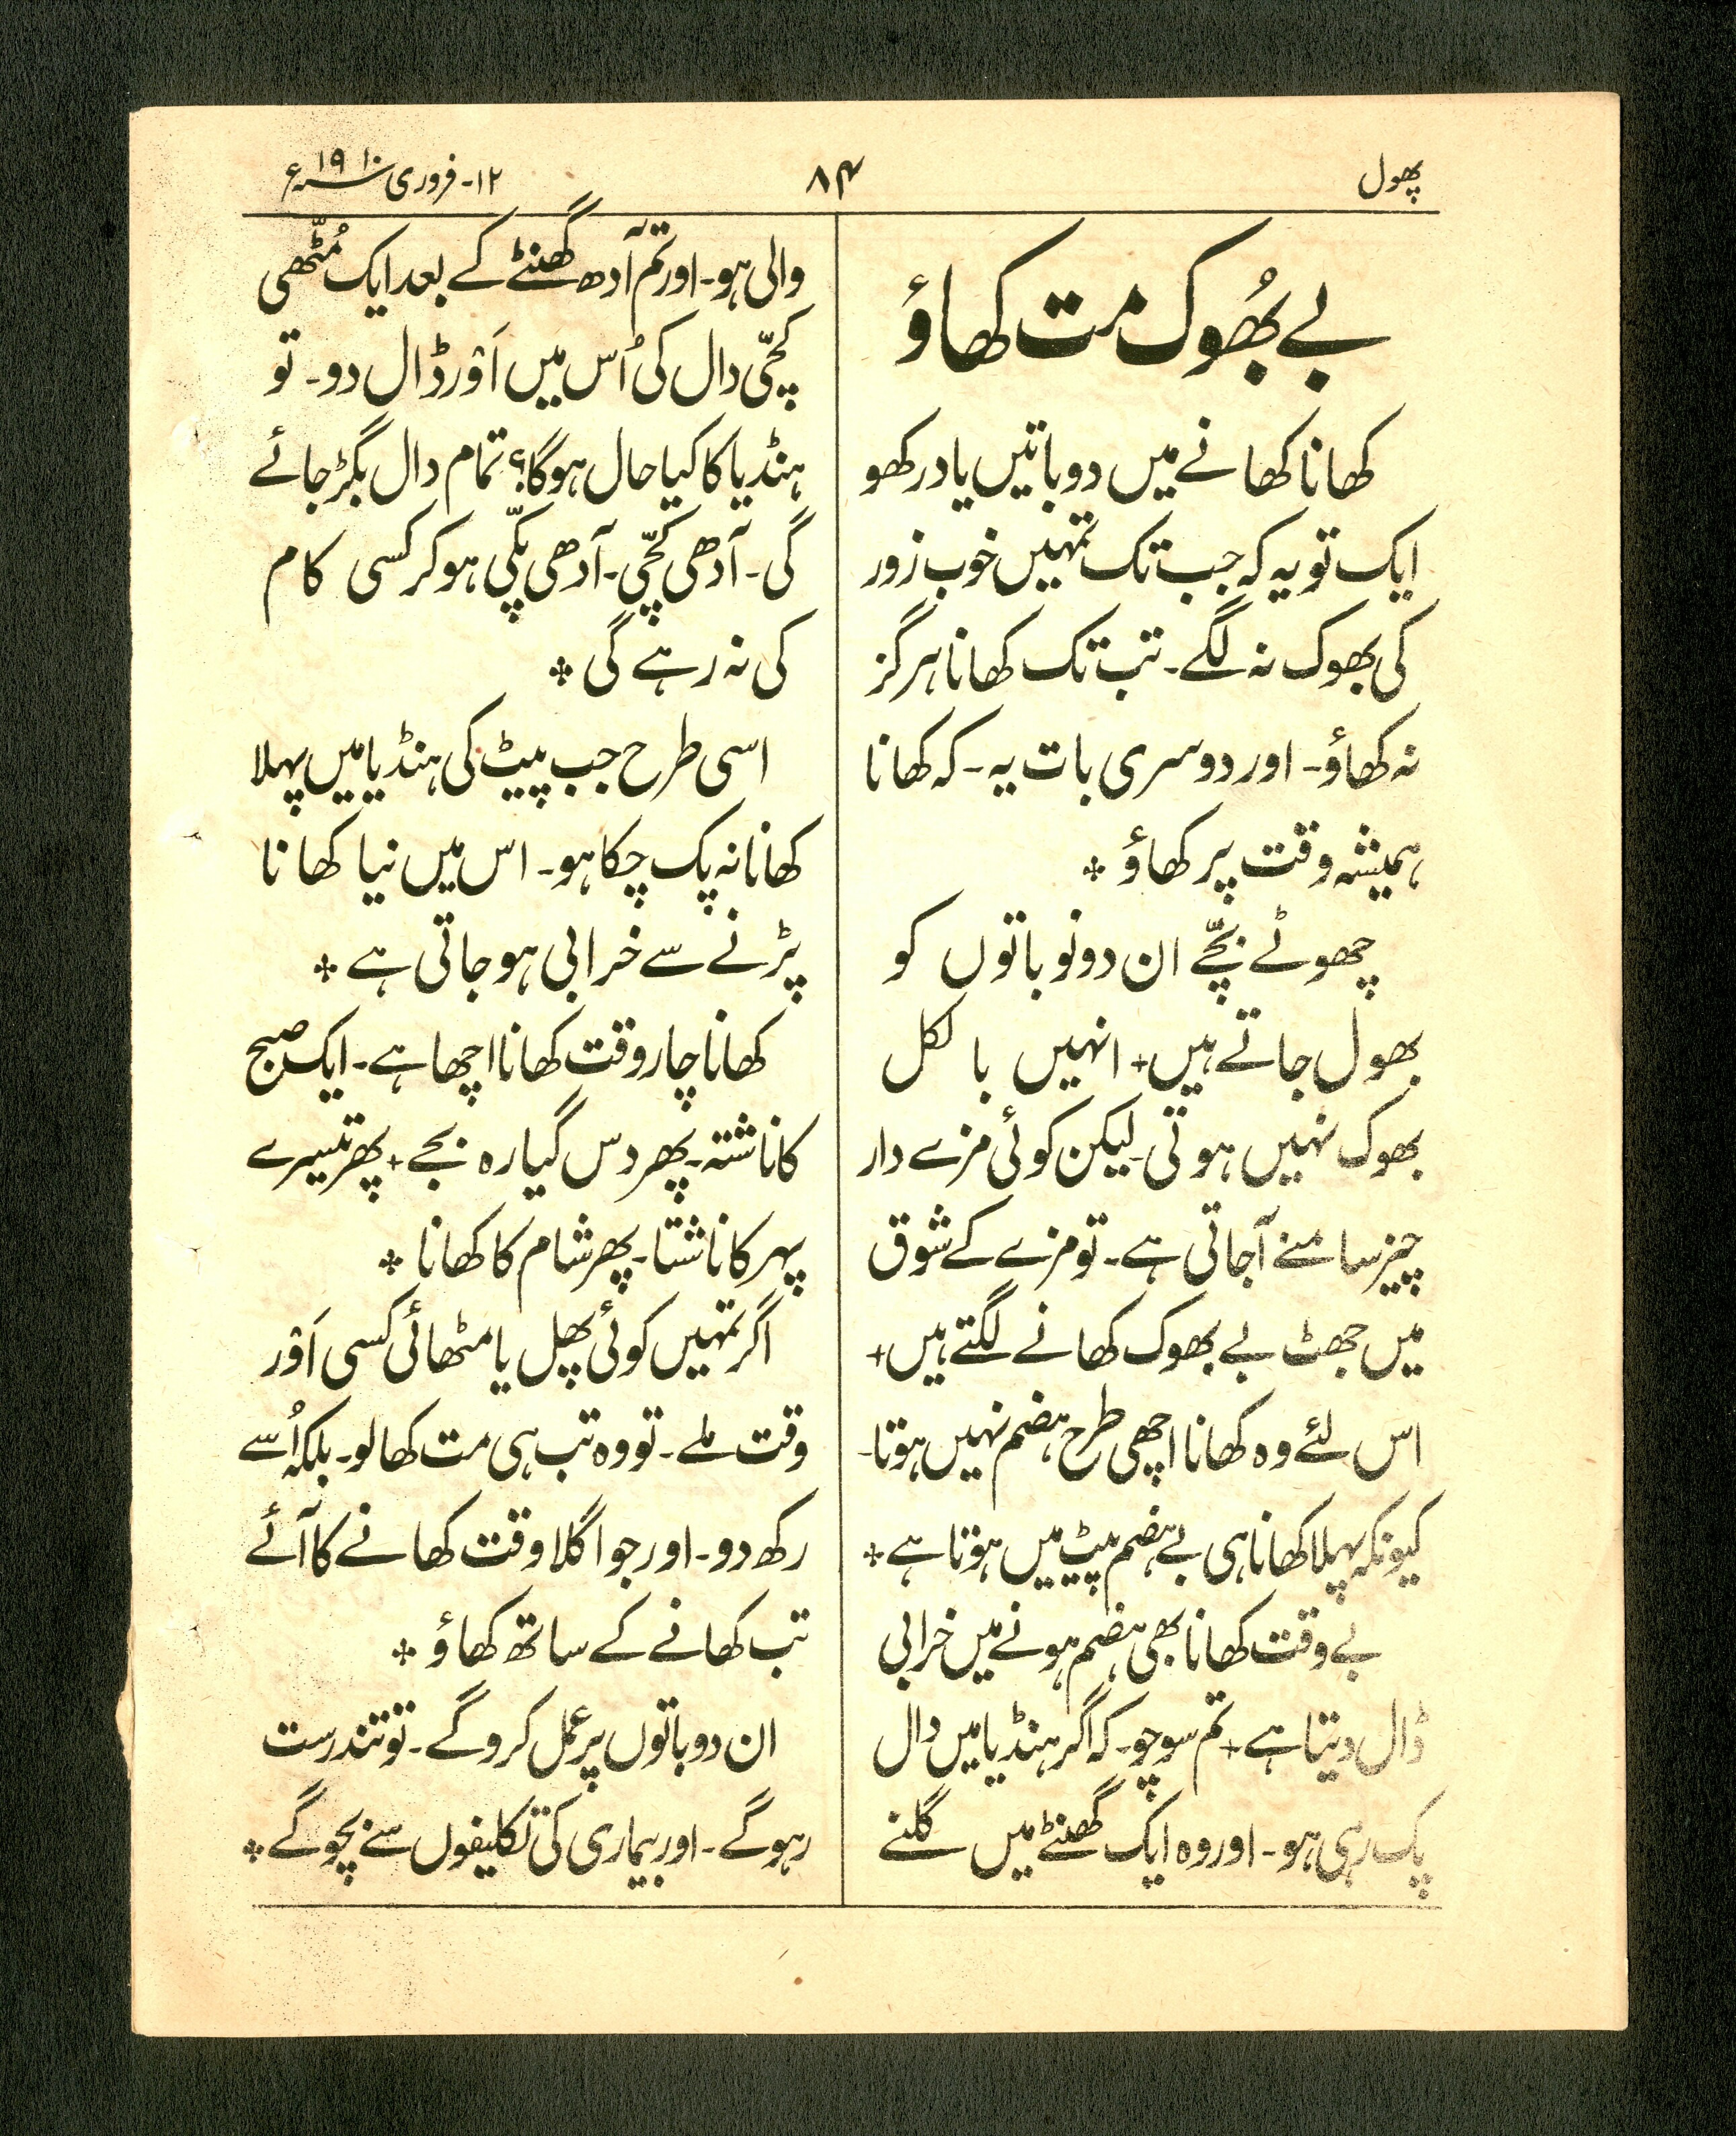 پھول
۸۴
۱۲-فروری ۱۹۱۰ء
بے بھُوک مت کھاؤ
کھانا کھانے میں دو باتیں یاد رکھو
ایک تو یہ کہ جب تک تمہیں خوب زور
کی بھوک نہ لگے۔ تب تک کھانا ہرگز
نہ کھاؤ۔ اور دوسری بات یہ۔ کہ کھانا
ہمیشہ وقت پر کھاؤ ⁜
چھوٹے بچّے ان دونو باتوں کو
بھول جاتے ہیں+ انہیں بالکل
بھوک نہیں ہوتی۔ لیکن کوئی مزے دار
چیز سامنے آجاتی ہے۔ تو مزے کے شوق
میں جھٹ بے بھوک کھانے لگتے ہیں+
اس لئے وہ کھانا اچھی طرح ہضم نہیں ہوتا۔
کیونکہ پہلا کھانا ہی بے ہضم پیٹ میں ہوتا ہے ⁜
بے وقت کھانا بھی ہضم ہونے میں خرابی
ڈال دیتا ہے+ تم سوچو۔ کہ اگر ہنڈیا میں دال
پک رہی ہو۔ اور وہ ایک گھنٹے میں گلنے
والی ہو۔ اور تم آدھ گھنٹے کے بعد ایک مُٹھّی
کچّی دال کی اُس میں اَوْر ڈال دو۔ تو
ہنڈیا کا کیا حال ہوگا؟ تمام دال بگڑ جائے
گی۔ آدھی کچّی۔ آدھی پکّی ہوکر کسی کام
کی نہ رہے گی ⁜
اسی طرح جب پیٹ کی ہنڈیا میں پہلا
کھانا نہ پک چکا ہو۔ اس میں نیا کھانا
پڑنے سے خرابی ہو جاتی ہے ⁜
کھانا چار وقت کھانا اچھا ہے۔ ایک صبح
کا ناشتہ۔ پھر دس گیارہ بجے+ پھر تیسرے
پہر کا ناشتا۔ پھر شام کا کھانا ⁜
اگر تمہیں کوئی پھل یا مٹھائی کسی اَوْر
وقت ملے۔ تو وہ تب ہی مت کھالو۔ بلکہ اُسے
رکھ دو۔ اور جو اگلا وقت کھانے کا آئے
تب کھانے کے ساتھ کھاؤ ⁜
ان دو باتوں پر عمل کروگے۔ تو تندرست
رہوگے۔ اور بیماری کی تکلیفوں سے بچوگے ⁜